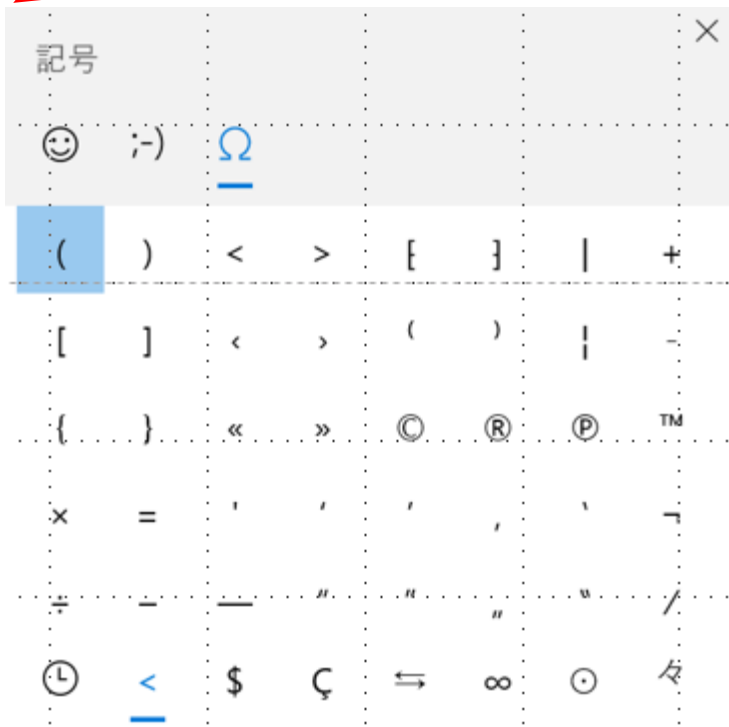 記号
;-) Ω
( ) < > ⁅ ⁆ | +
[ ] ‹ › ⁽ ⁾ ¦ -
{ } « » © ® ℗ ™
× = ' ′ ’ , ‵ ¬
÷ − — ″ “ „ ‶ /
< $ Ç ⇆ ∞ ⊙ 々